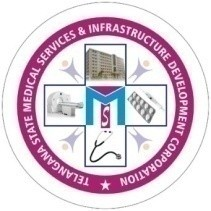 TELANGANA STATE MEDICAL SERVICES & INFRASTRUCTURE DEVELOPMENT CORPORATION
M
S